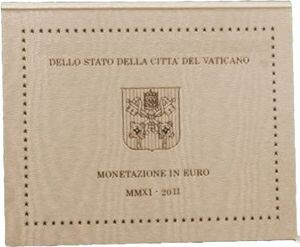 DELLO STATO DELLA CITTA' DEL VATICANO
MONETAZIONE IN EURO
MMXI - 2011